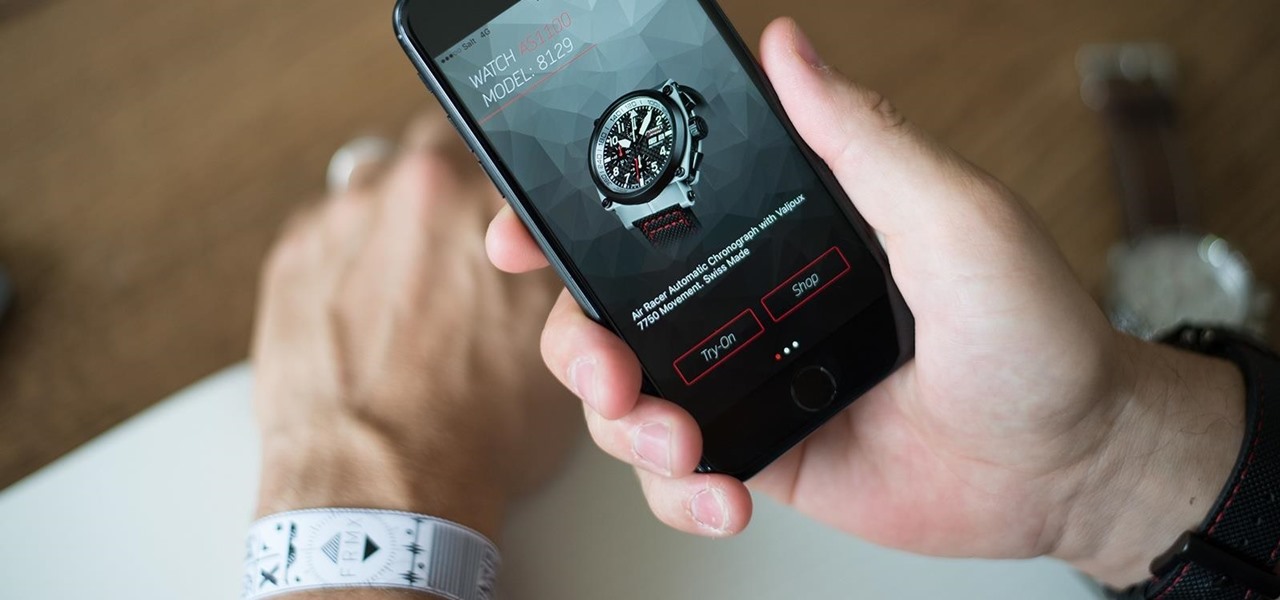 Salt 4G
WATCH AS1100
MODEL: 8129
Air Racer Automatic Chronograph with Valjoux
7750 Movement. Swiss Made
Try-On
Shop
FRMX